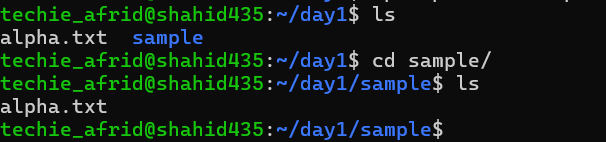 techie_afrid@shahid435:~/day1$ ls
alpha.txt  sample
techie_afrid@shahid435:~/day1$ cd sample/
techie_afrid@shahid435:~/day1/sample$ ls
alpha.txt
techie_afrid@shahid435:~/day1/sample$